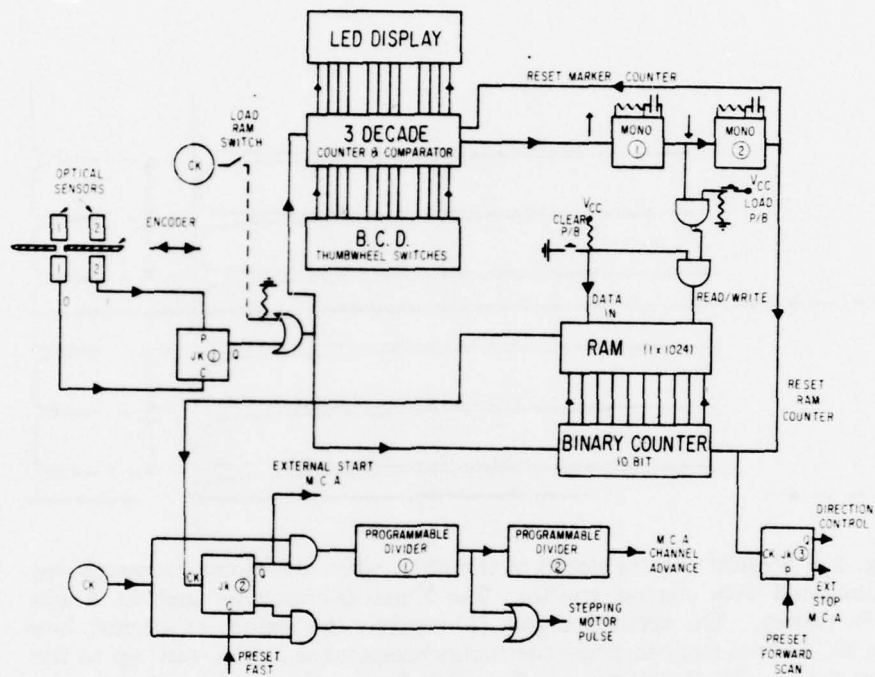 LED DISPLAY
RESET MARKER COUNTER
LOAD
RAM
SWITCH
CK
3 DECADE
COUNTER & COMPARATOR
MONO
①
MONO
②
OPTICAL
SENSORS
1
2
ENCODER
1
2
B.C.D.
THUMBWHEEL SWITCHES
VCC
CLEAR
P/B
VCC
LOAD
P/B
READ/WRITE
DATA
IN
P
JK ①
Q
C
RAM (1 x 1024)
RESET
RAM
COUNTER
BINARY COUNTER
10 BIT
EXTERNAL START
M.C.A
DIRECTION
CONTROL
CK
CK
JK ②
Q
C
PROGRAMMABLE
DIVIDER
①
PROGRAMMABLE
DIVIDER
②
M.C.A
CHANNEL
ADVANCE
CK JK ③
Q
P
EXT
STOP
M.C.A
STEPPING
MOTOR
PULSE
PRESET
FAST
PRESET
FORWARD
SCAN